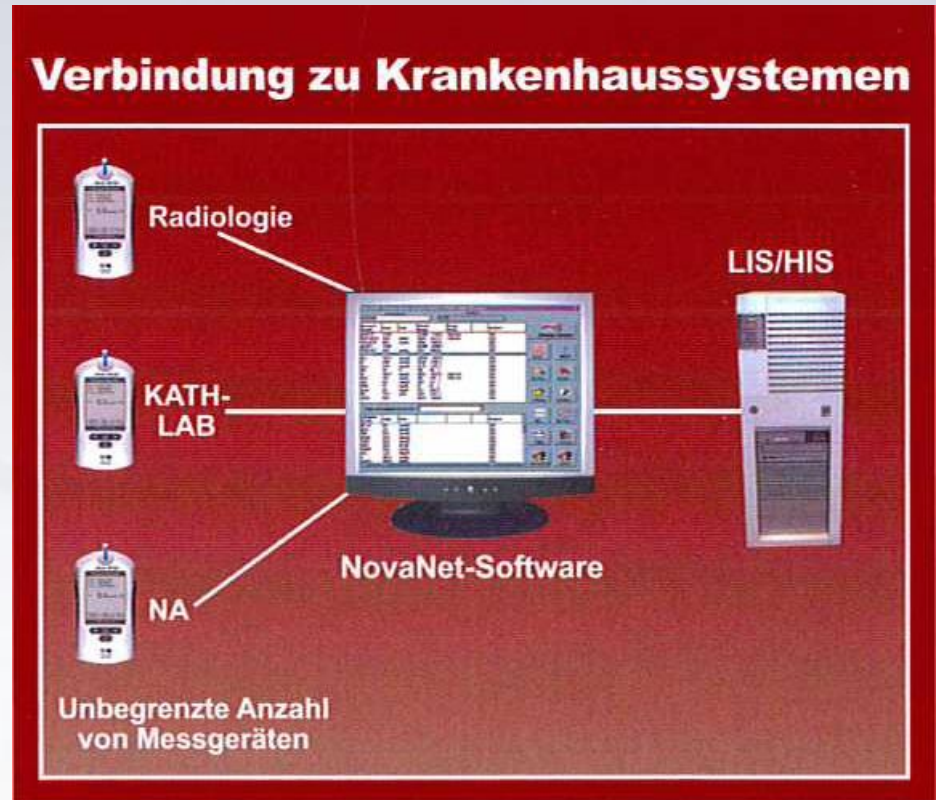 Verbindung zu Krankenhaussystemen
Radiologie
LIS/HIS
KATH-
LAB
NovaNet-Software
NA
Unbegrenzte Anzahl
von Messgeräten